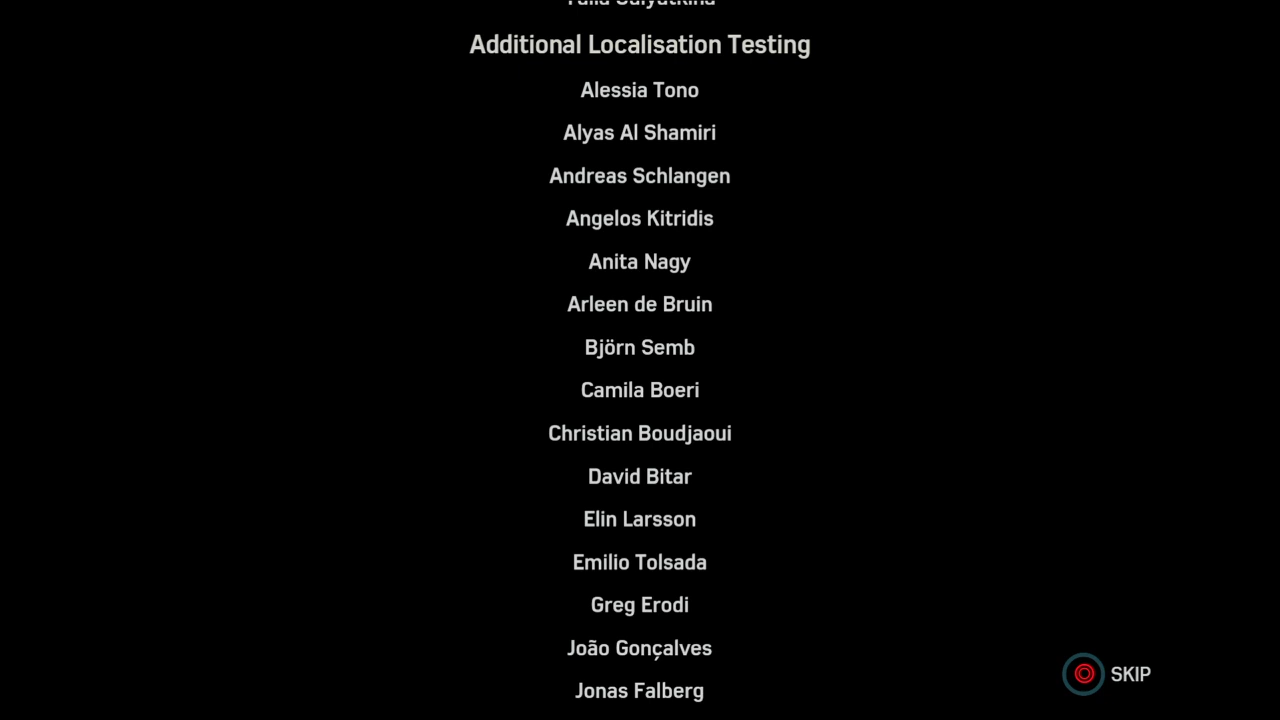 Additional Localisation Testing
Alessia Tono
Alyas Al Shamiri
Andreas Schlangen
Angelos Kitridis
Anita Nagy
Arleen de Bruin
Björn Semb
Camila Boeri
Christian Boudjaoui
David Bitar
Elin Larsson
Emilio Tolsada
Greg Erodi
João Gonçalves
Jonas Falberg
SKIP